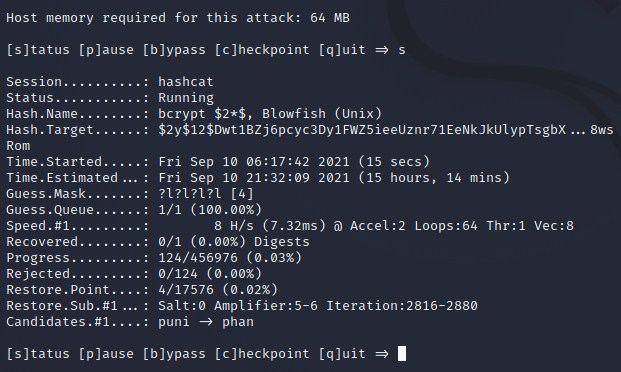 Host memory required for this attack: 64 MB
[s]tatus [p]ause [b]ypass [c]heckpoint [q]uit ⇒ s
Session..........: hashcat
Status...........: Running
Hash.Name........: bcrypt $2*$, Blowfish (Unix)
Hash.Target......: $2y$12$Dwt1BZj6pcyc3Dy1FWZ5ieeUznr71EeNkJkUlypTsgbX...8ws
Rom
Time.Started.....: Fri Sep 10 06:17:42 2021 (15 secs)
Time.Estimated...: Fri Sep 10 21:32:09 2021 (15 hours, 14 mins)
Guess.Mask.......: ?l?l?l?l [4]
Guess.Queue......: 1/1 (100.00%)
Speed.#1.........:        8 H/s (7.32ms) @ Accel:2 Loops:64 Thr:1 Vec:8
Recovered........: 0/1 (0.00%) Digests
Progress.........: 124/456976 (0.03%)
Rejected.........: 0/124 (0.00%)
Restore.Point....: 4/17576 (0.02%)
Restore.Sub.#1...: Salt:0 Amplifier:5-6 Iteration:2816-2880
Candidates.#1....: puni → phan
[s]tatus [p]ause [b]ypass [c]heckpoint [q]uit ⇒